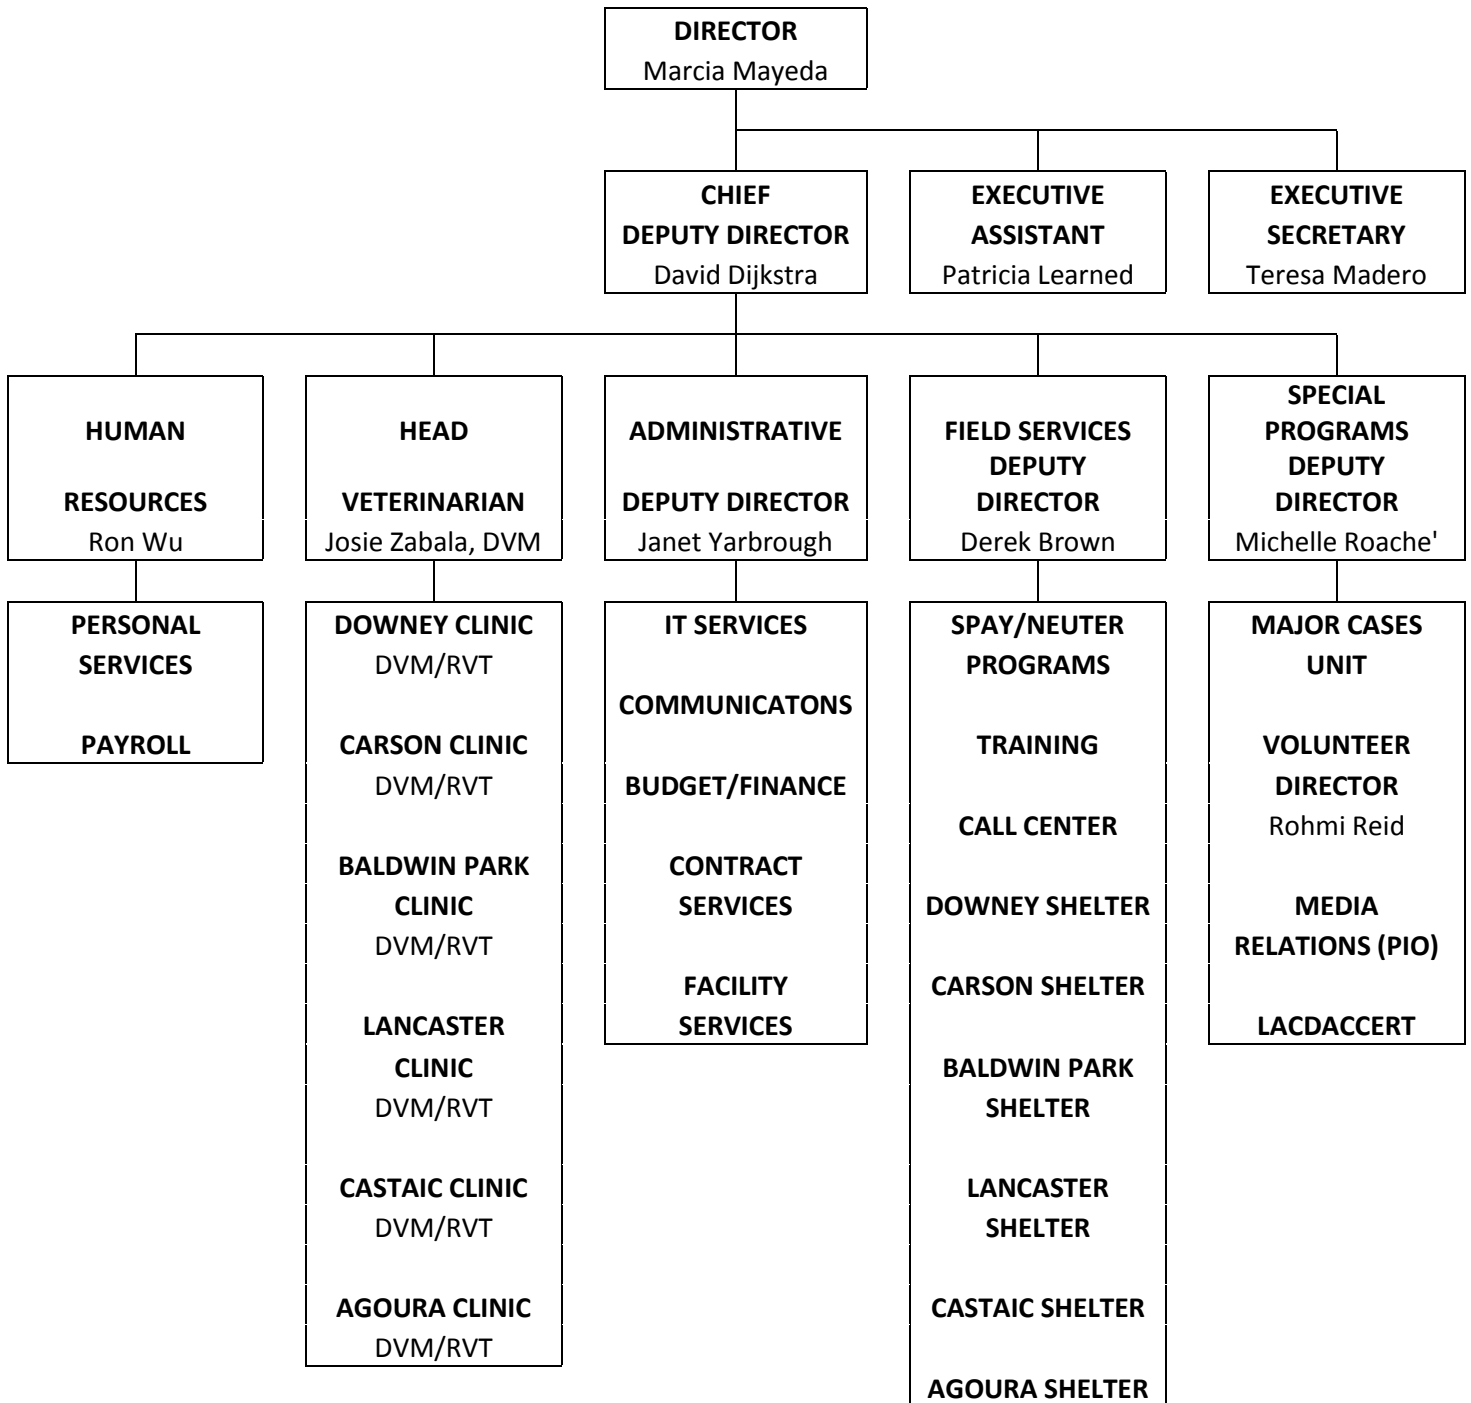 DIRECTOR
Marcia Mayeda
CHIEF
DEPUTY DIRECTOR
David Dijkstra
EXECUTIVE
ASSISTANT
Patricia Learned
EXECUTIVE
SECRETARY
Teresa Madero
HUMAN
RESOURCES
Ron Wu
HEAD
VETERINARIAN
Josie Zabala, DVM
ADMINISTRATIVE
DEPUTY DIRECTOR
Janet Yarbrough
FIELD SERVICES
DEPUTY
DIRECTOR
Derek Brown
SPECIAL
PROGRAMS
DEPUTY
DIRECTOR
Michelle Roache'
PERSONAL
SERVICES
PAYROLL
DOWNEY CLINIC
DVM/RVT
CARSON CLINIC
DVM/RVT
BALDWIN PARK
CLINIC
DVM/RVT
LANCASTER
CLINIC
DVM/RVT
CASTAIC CLINIC
DVM/RVT
AGOURA CLINIC
DVM/RVT
IT SERVICES
COMMUNICATONS
BUDGET/FINANCE
CONTRACT
SERVICES
FACILITY
SERVICES
SPAY/NEUTER
PROGRAMS
TRAINING
CALL CENTER
DOWNEY SHELTER
CARSON SHELTER
BALDWIN PARK
SHELTER
LANCASTER
SHELTER
CASTAIC SHELTER
AGOURA SHELTER
MAJOR CASES
UNIT
VOLUNTEER
DIRECTOR
Rohmi Reid
MEDIA
RELATIONS (PIO)
LACDACCERT